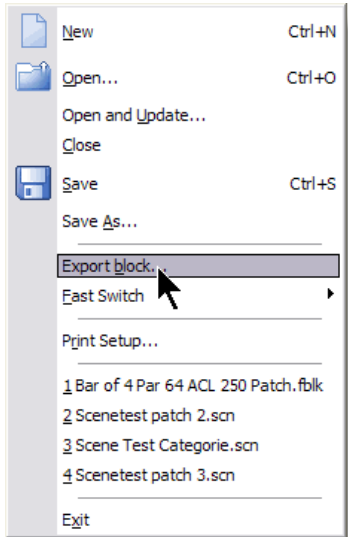 New Ctrl+N
Open... Ctrl+O
Open and Update...
Close
Save Ctrl+S
Save As...
Export block...
Fast Switch
Print Setup...
1 Bar of 4 Par 64 ACL 250 Patch.fblk
2 Scenetest patch 2.scn
3 Scene Test Categorie.scn
4 Scenetest patch 3.scn
Exit